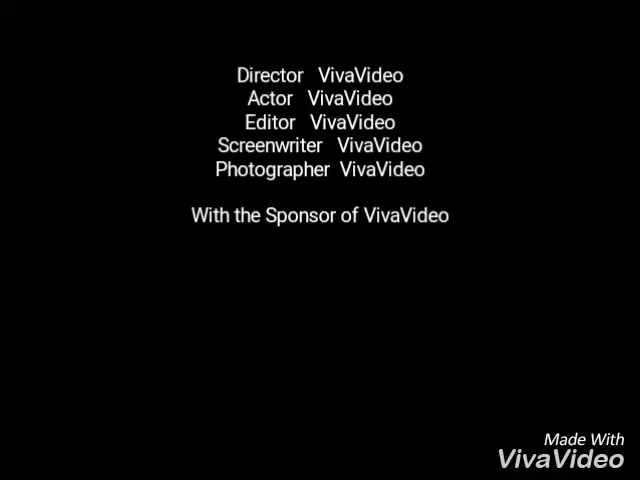 Director VivaVideo
Actor VivaVideo
Editor VivaVideo
Screenwriter VivaVideo
Photographer VivaVideo
With the Sponsor of VivaVideo
Made With
VivaVideo